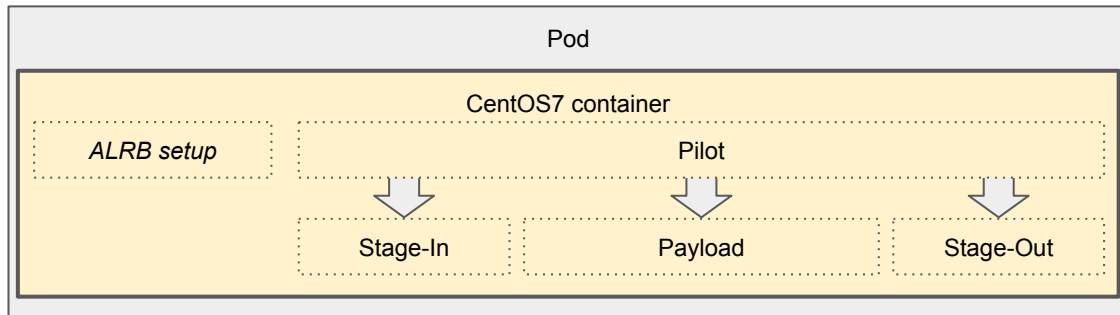 Pod
CentOS7 container
ALRB setup
Pilot
Stage-In
Payload
Stage-Out